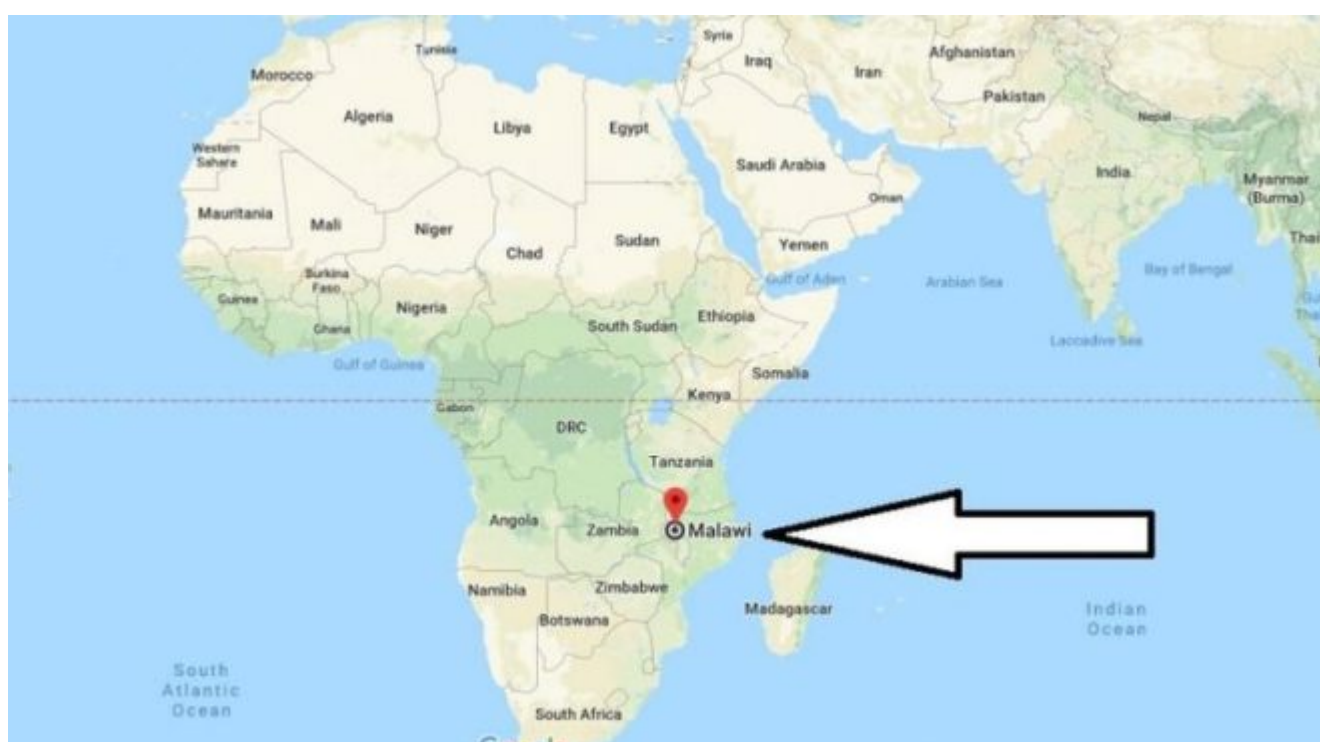 Syria
Tunisia
Afghanistan
Iraq
Iran
Morocco
Pakistan
Algeria
Nepal
Libya
Egypt
Western
Sahara
Saudi Arabia
India
Myanmar
(Burma)
Oman
Mauritania
Mali
Niger
Sudan
Yemen
Thai
Chad
Burkina
Faso
Gulf of Aden
Arabian Sea
Bay of Bengal
Guinea
Nigeria
Ethiopia
Ghana
South Sudan
Laccadive Sea
Gulf of Guinea
Somalia
Kenya
Gabon
DRC
Tanzania
Angola
Zambia
Malawi
Namibia
Zimbabwe
Madagascar
Botswana
Indian
Ocean
South
Atlantic
Ocean
South Africa